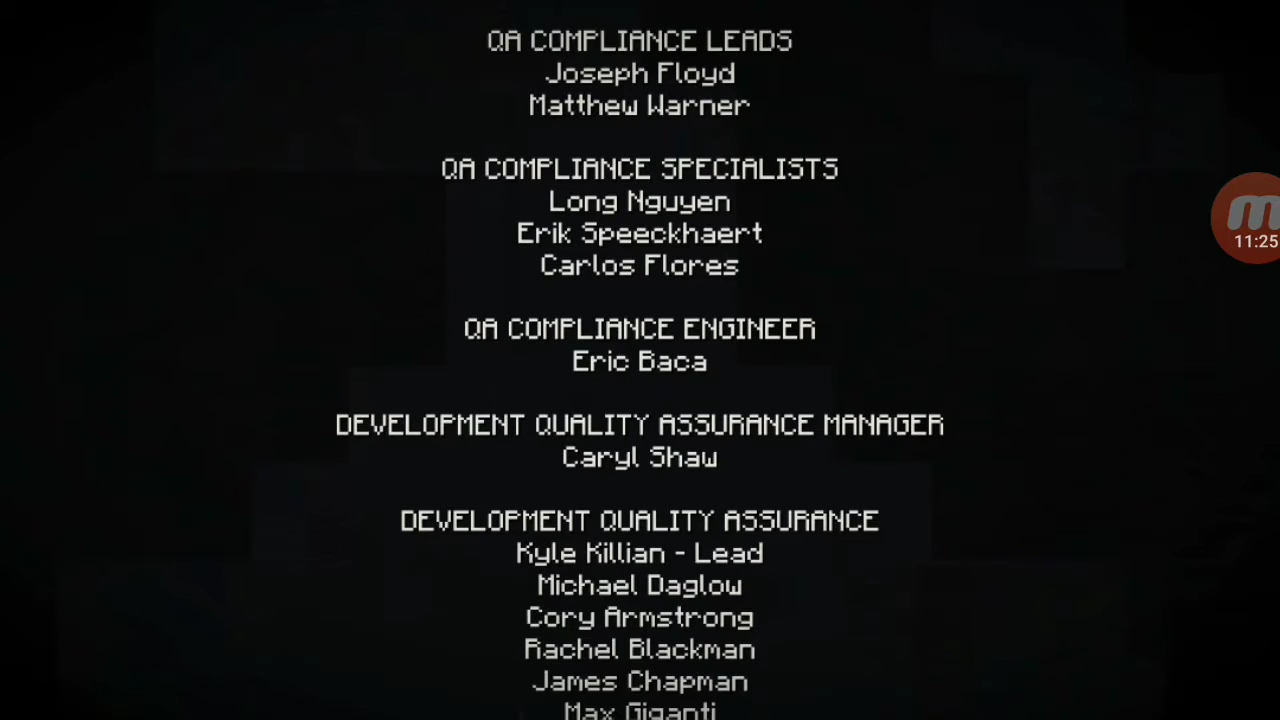 QA COMPLIANCE LEADS
Joseph Floyd
Matthew Warner
QA COMPLIANCE SPECIALISTS
Long Nguyen
Erik Speeckhaert
Carlos Flores
QA COMPLIANCE ENGINEER
Eric Baca
DEVELOPMENT QUALITY ASSURANCE MANAGER
Caryl Shaw
DEVELOPMENT QUALITY ASSURANCE
Kyle Killian - Lead
Michael Daglow
Cory Armstrong
Rachel Blackman
James Chapman
Max Giganti
m
11:25